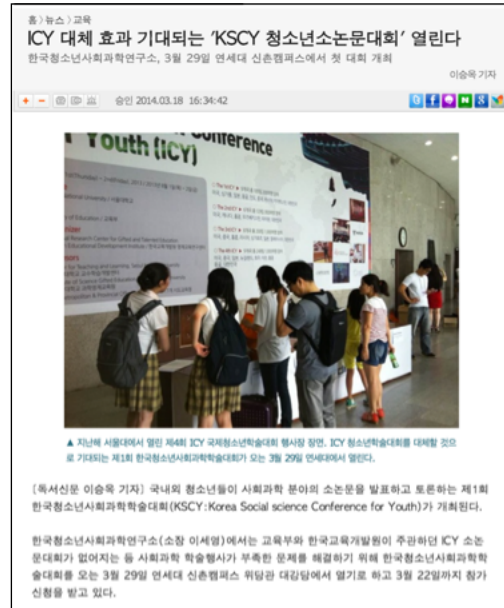 홈 > 뉴스 > 교육
ICY 대체 효과 기대되는 'KSCY 청소년소논문대회' 열린다
한국청소년사회과학연구소, 3월 29일 연세대 신촌캠퍼스에서 첫 대회 개최
이승옥 기자
승인 2014.03.18 16:34:42
Conference
Youth (ICY)
▲ 지난해 서울대에서 열린 제4회 ICY 국제청소년학술대회 행사장 장면. ICY 청소년학술대회를 대체할 것으
로 기대되는 제1회 한국청소년사회과학학술대회가 오는 3월 29일 연세대에서 열린다.
[독서신문 이승옥 기자] 국내외 청소년들이 사회과학 분야의 소논문을 발표하고 토론하는 제1회
한국청소년사회과학학술대회(KSCY:Korea Social science Conference for Youth)가 개최된다.
한국청소년사회과학연구소(소장 이세영)에서는 교육부와 한국교육개발원이 주관하던 ICY 소논
문대회가 없어지는 등 사회과학 학술행사가 부족한 문제를 해결하기 위해 한국청소년사회과학학
술대회를 오는 3월 29일 연세대 신촌캠퍼스 위당관 대강당에서 열기로 하고 3월 22일까지 참가
신청을 받고 있다.